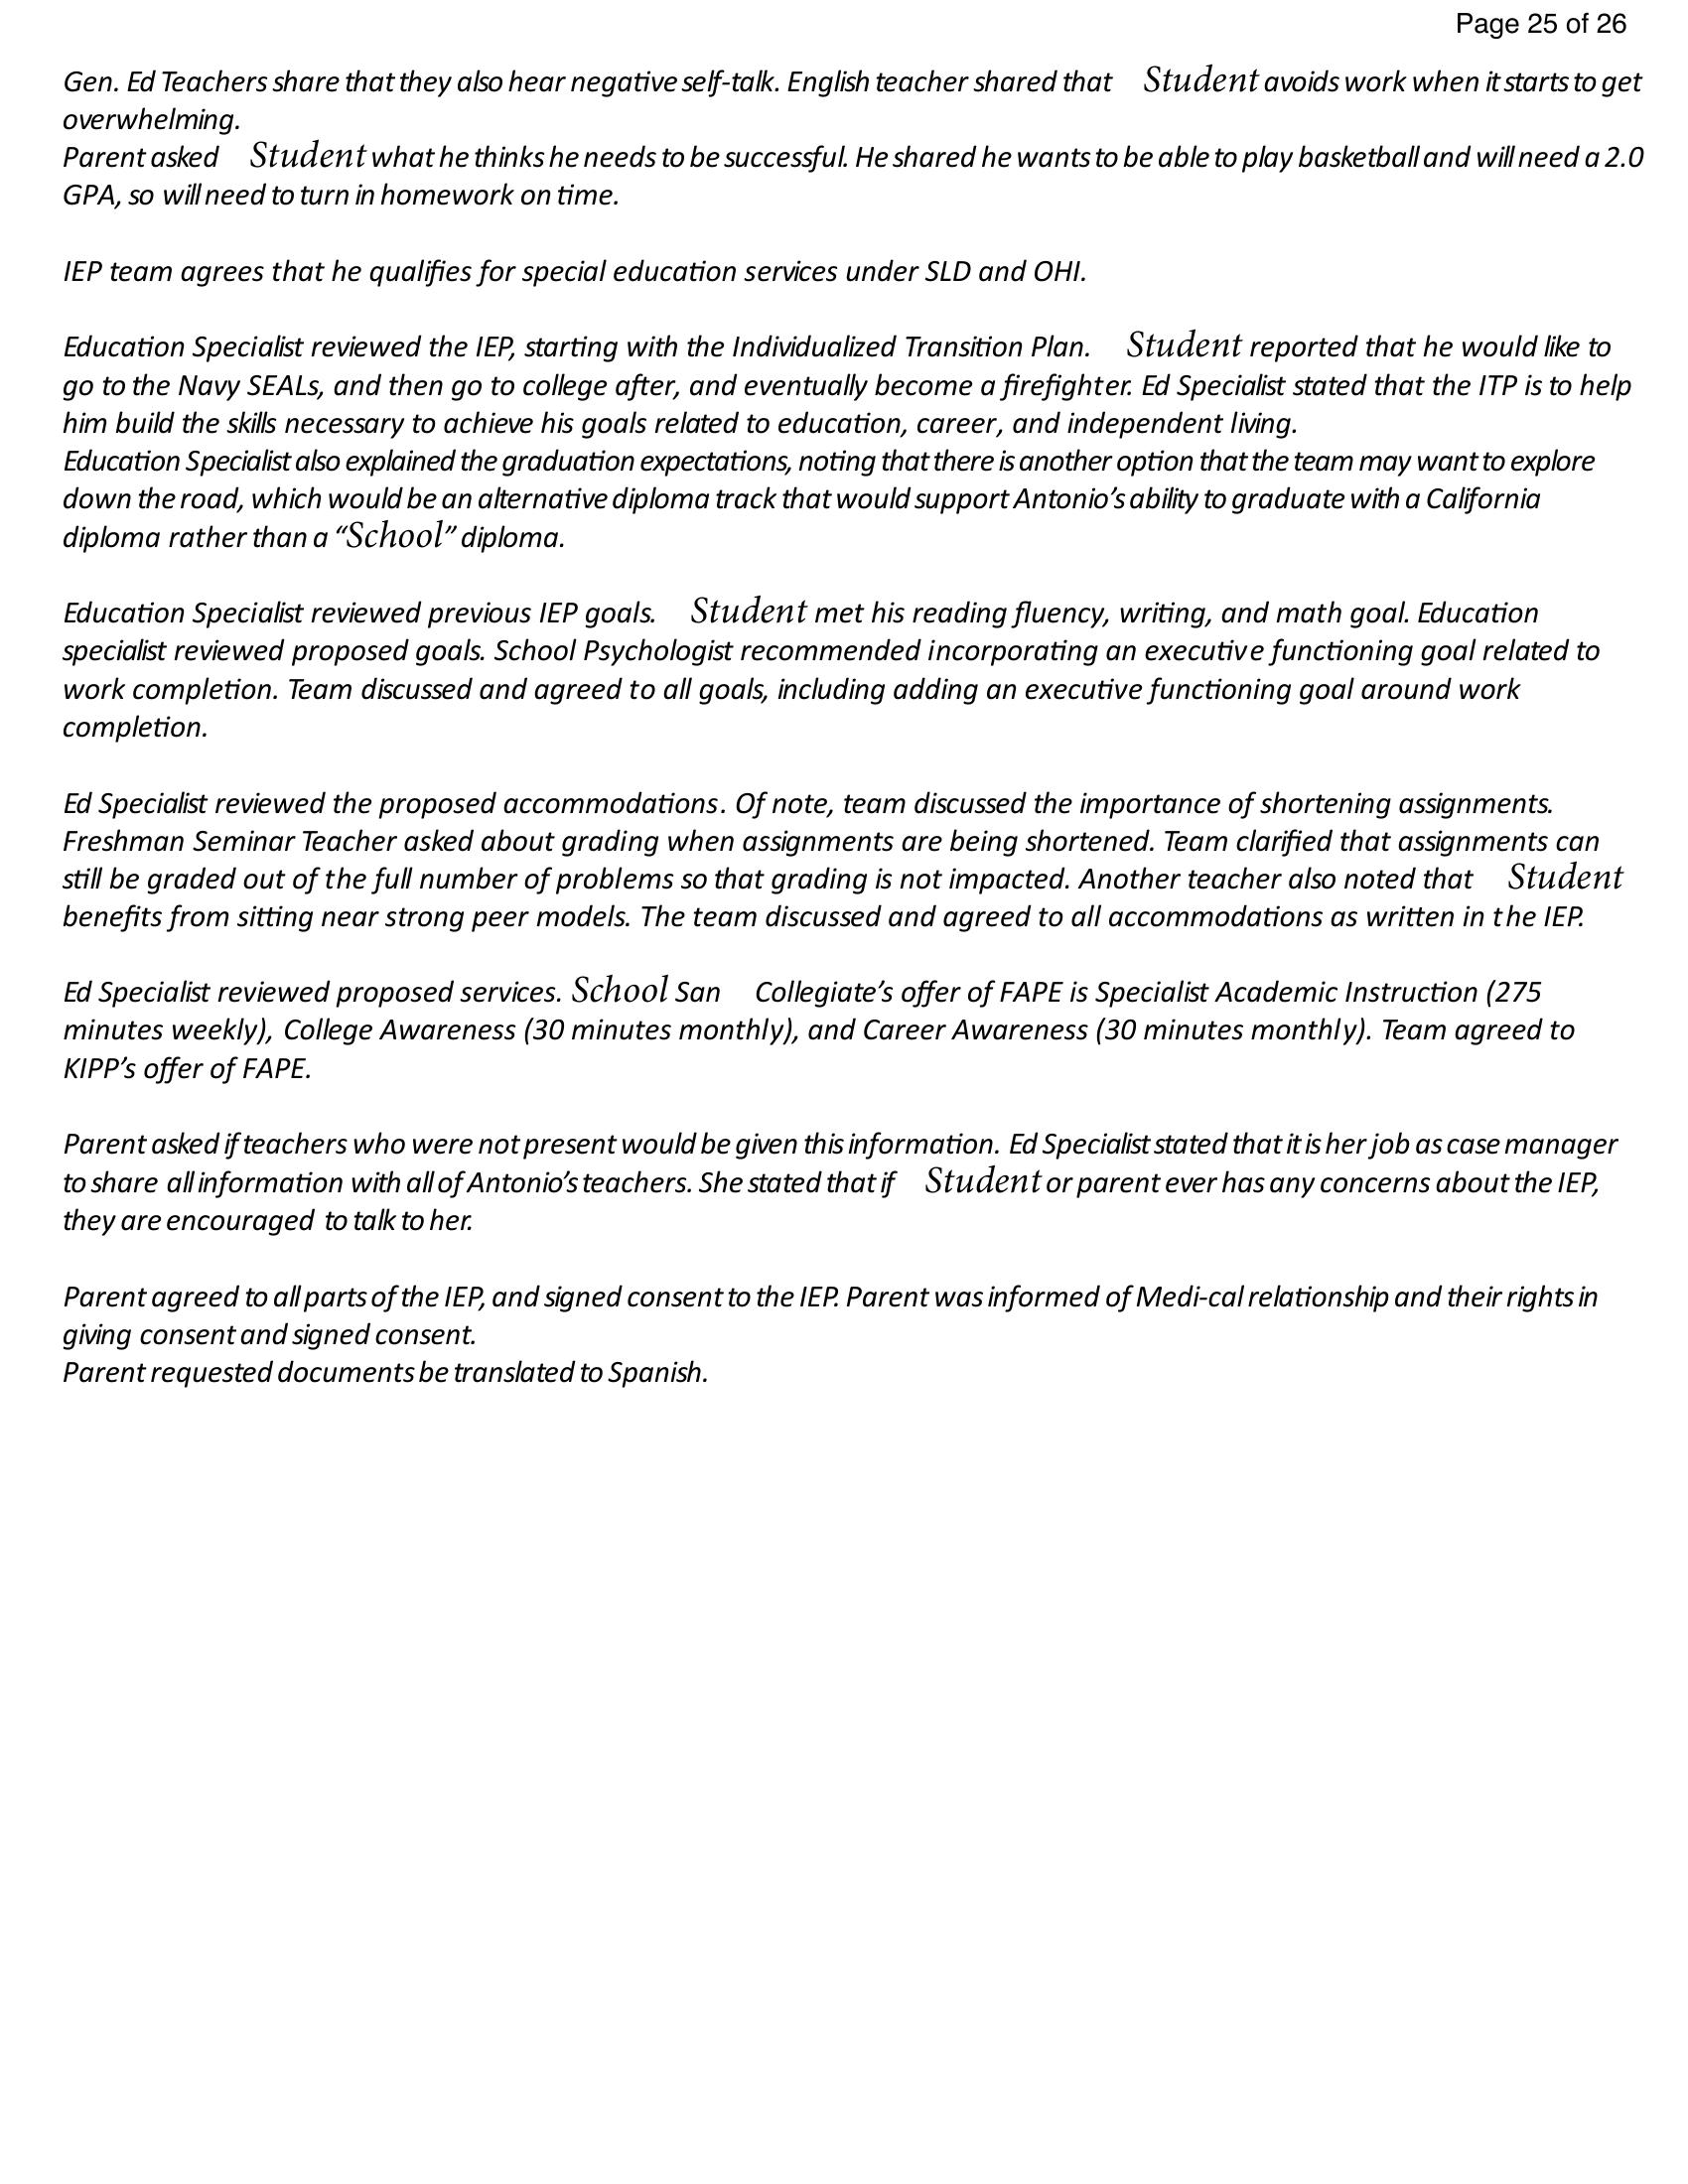 Page 25 of 26
Gen. Ed Teachers share that they also hear negative self-talk. English teacher shared that Student avoids work when it starts to get
overwhelming.
Parent asked Student what he thinks he needs to be successful. He shared he wants to be able to play basketball and will need a 2.0
GPA, so will need to turn in homework on time.
IEP team agrees that he qualifies for special education services under SLD and OHI.
Education Specialist reviewed the IEP, starting with the Individualized Transition Plan. Student reported that he would like to
go to the Navy SEALs, and then go to college after, and eventually become a firefighter. Ed Specialist stated that the ITP is to help
him build the skills necessary to achieve his goals related to education, career, and independent living.
Education Specialist also explained the graduation expectations, noting that there is another option that the team may want to explore
down the road, which would be an alternative diploma track that would support Antonio’s ability to graduate with a California
diploma rather than a “School” diploma.
Education Specialist reviewed previous IEP goals. Student met his reading fluency, writing, and math goal. Education
specialist reviewed proposed goals. School Psychologist recommended incorporating an executive functioning goal related to
work completion. Team discussed and agreed to all goals, including adding an executive functioning goal around work
completion.
Ed Specialist reviewed the proposed accommodations. Of note, team discussed the importance of shortening assignments.
Freshman Seminar Teacher asked about grading when assignments are being shortened. Team clarified that assignments can
still be graded out of the full number of problems so that grading is not impacted. Another teacher also noted that Student
benefits from sitting near strong peer models. The team discussed and agreed to all accommodations as written in the IEP.
Ed Specialist reviewed proposed services. School San Collegiate’s offer of FAPE is Specialist Academic Instruction (275
minutes weekly), College Awareness (30 minutes monthly), and Career Awareness (30 minutes monthly). Team agreed to
KIPP’s offer of FAPE.
Parent asked if teachers who were not present would be given this information. Ed Specialist stated that it is her job as case manager
to share all information with all of Antonio’s teachers. She stated that if Student or parent ever has any concerns about the IEP,
they are encouraged to talk to her.
Parent agreed to all parts of the IEP, and signed consent to the IEP. Parent was informed of Medi-cal relationship and their rights in
giving consent and signed consent.
Parent requested documents be translated to Spanish.